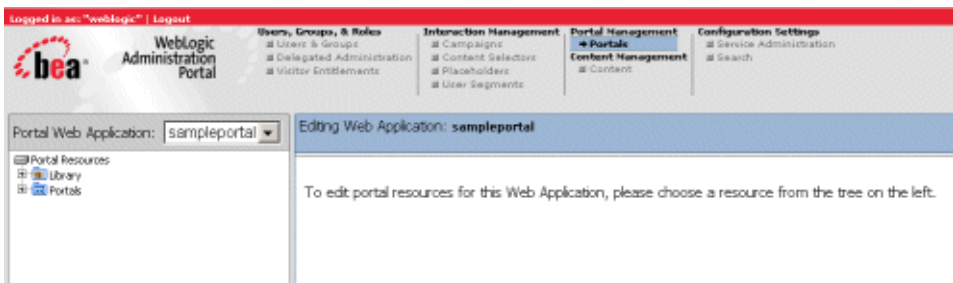 Logged in as: "weblogic" | Logout
bea
WebLogic
Administration
Portal
Users, Groups, & Roles
Users & Groups
Delegated Administration
Visitor Entitlements
Interaction Management
Campaigns
Content Selectors
Placeholders
User Segments
Portal Management
Portals
Content Management
Content
Configuration Settings
Service Administration
Search
Portal Web Application: sampleportal
Editing Web Application: sampleportal
Portal Resources
Library
Portals
To edit portal resources for this Web Application, please choose a resource from the tree on the left.